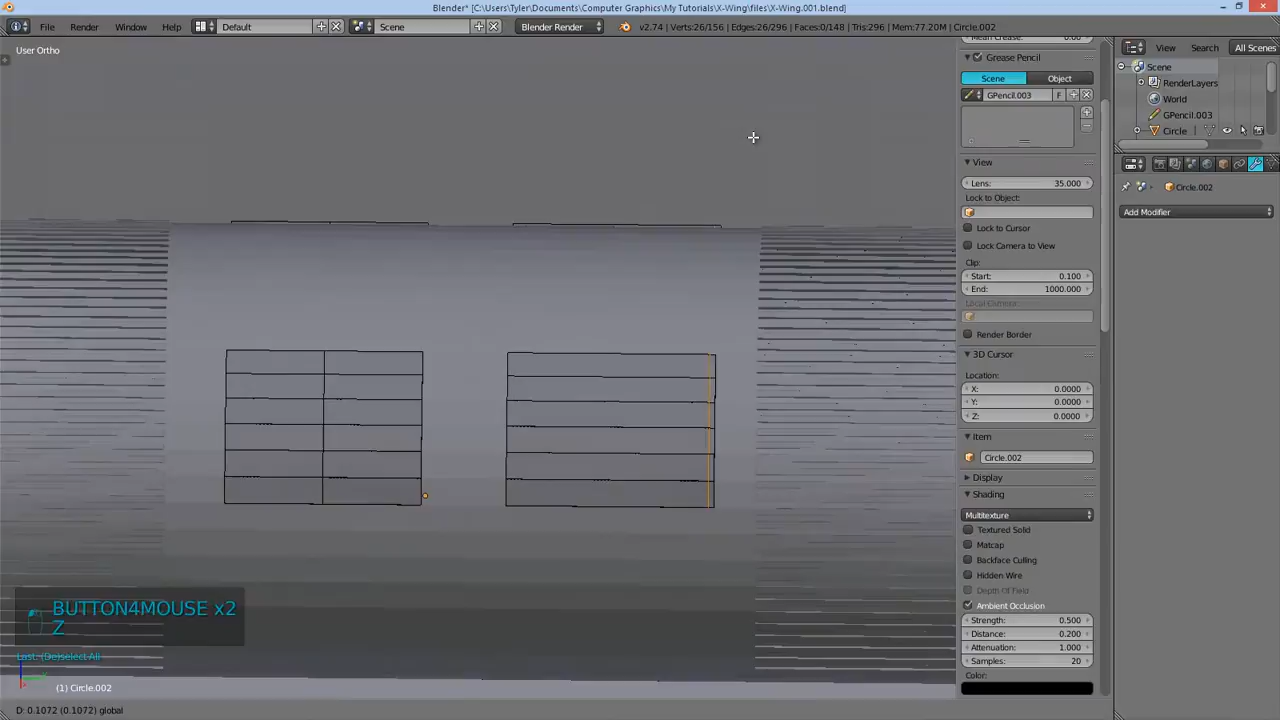 Blender* [C:\Users\Tyler\Documents\Computer Graphics\My Tutorials\X-Wing\files\X-Wing.001.blend]
File Render Window Help Default Scene Blender Render v2.74 | Verts:26/156 | Edges:26/296 | Faces:0/148 | Tris:296 | Mem:77.20M | Circle.002
View Search All Scenes
User Ortho
Grease Pencil
Scene Object
GPencil.003 F
View
Lens: 35.000
Lock to Object:
Lock to Cursor
Lock Camera to View
Clip:
Start: 0.100
End: 1000.000
Local Camera:
Render Border
3D Cursor
Location:
X: 0.0000
Y: 0.0000
Z: 0.0000
Item
Circle.002
Display
Shading
Multitexture
Textured Solid
Matcap
Backface Culling
Hidden Wire
Depth Of Field
Ambient Occlusion
Strength: 0.500
Distance: 0.200
Attenuation: 1.000
Samples: 20
Color:
Scene
RenderLayers
World
GPencil.003
Circle
Circle.002
Add Modifier
BUTTON4MOUSE x2
Z
Last: (De)select All
(1) Circle.002
D: 0.1072 (0.1072) global